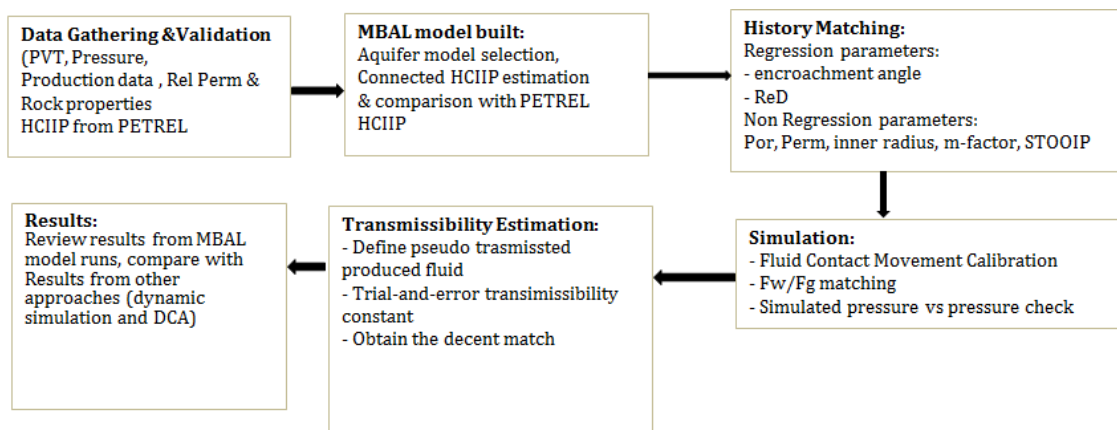 Data Gathering &Validation
(PVT, Pressure,
Production data , Rel Perm &
Rock properties
HCIIP from PETREL
MBAL model built:
Aquifer model selection,
Connected HCIIP estimation
& comparison with PETREL
HCIIP
History Matching:
Regression parameters:
- encroachment angle
- ReD
Non Regression parameters:
Por, Perm, inner radius, m-factor, STOOIP
Simulation:
- Fluid Contact Movement Calibration
- Fw/Fg matching
- Simulated pressure vs pressure check
Transmissibility Estimation:
- Define pseudo trasmissted
produced fluid
- Trial-and-error transimissibility
constant
- Obtain the decent match
Results:
Review results from MBAL
model runs, compare with
Results from other
approaches (dynamic
simulation and DCA)